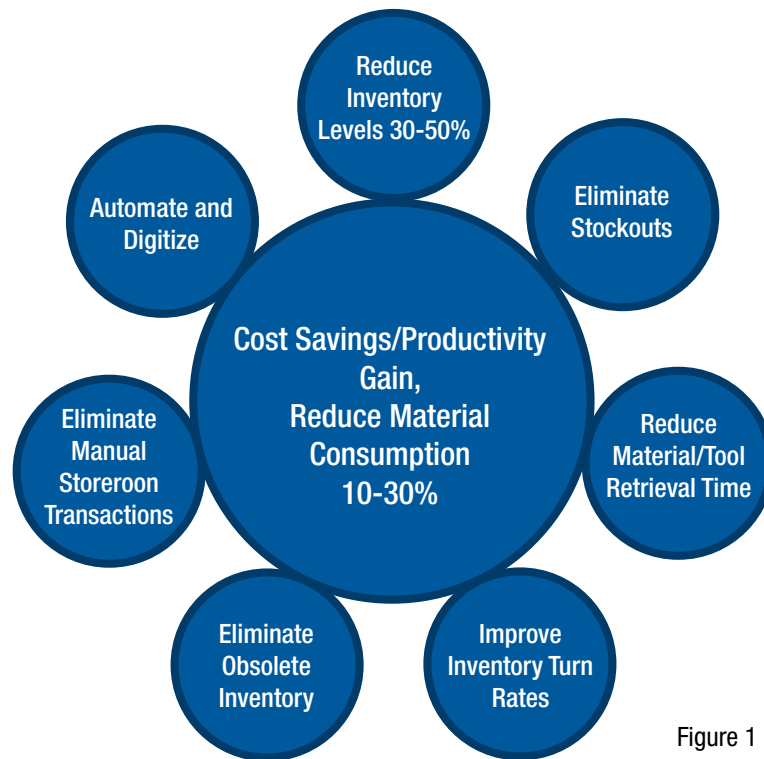 Reduce
Inventory
Levels 30-50%
Eliminate
Stockouts
Automate and
Digitize
Cost Savings/Productivity
Gain,
Reduce Material
Consumption
10-30%
Reduce
Material/Tool
Retrieval Time
Eliminate
Manual
Storeroon
Transactions
Improve
Inventory Turn
Rates
Eliminate
Obsolete
Inventory
Figure 1